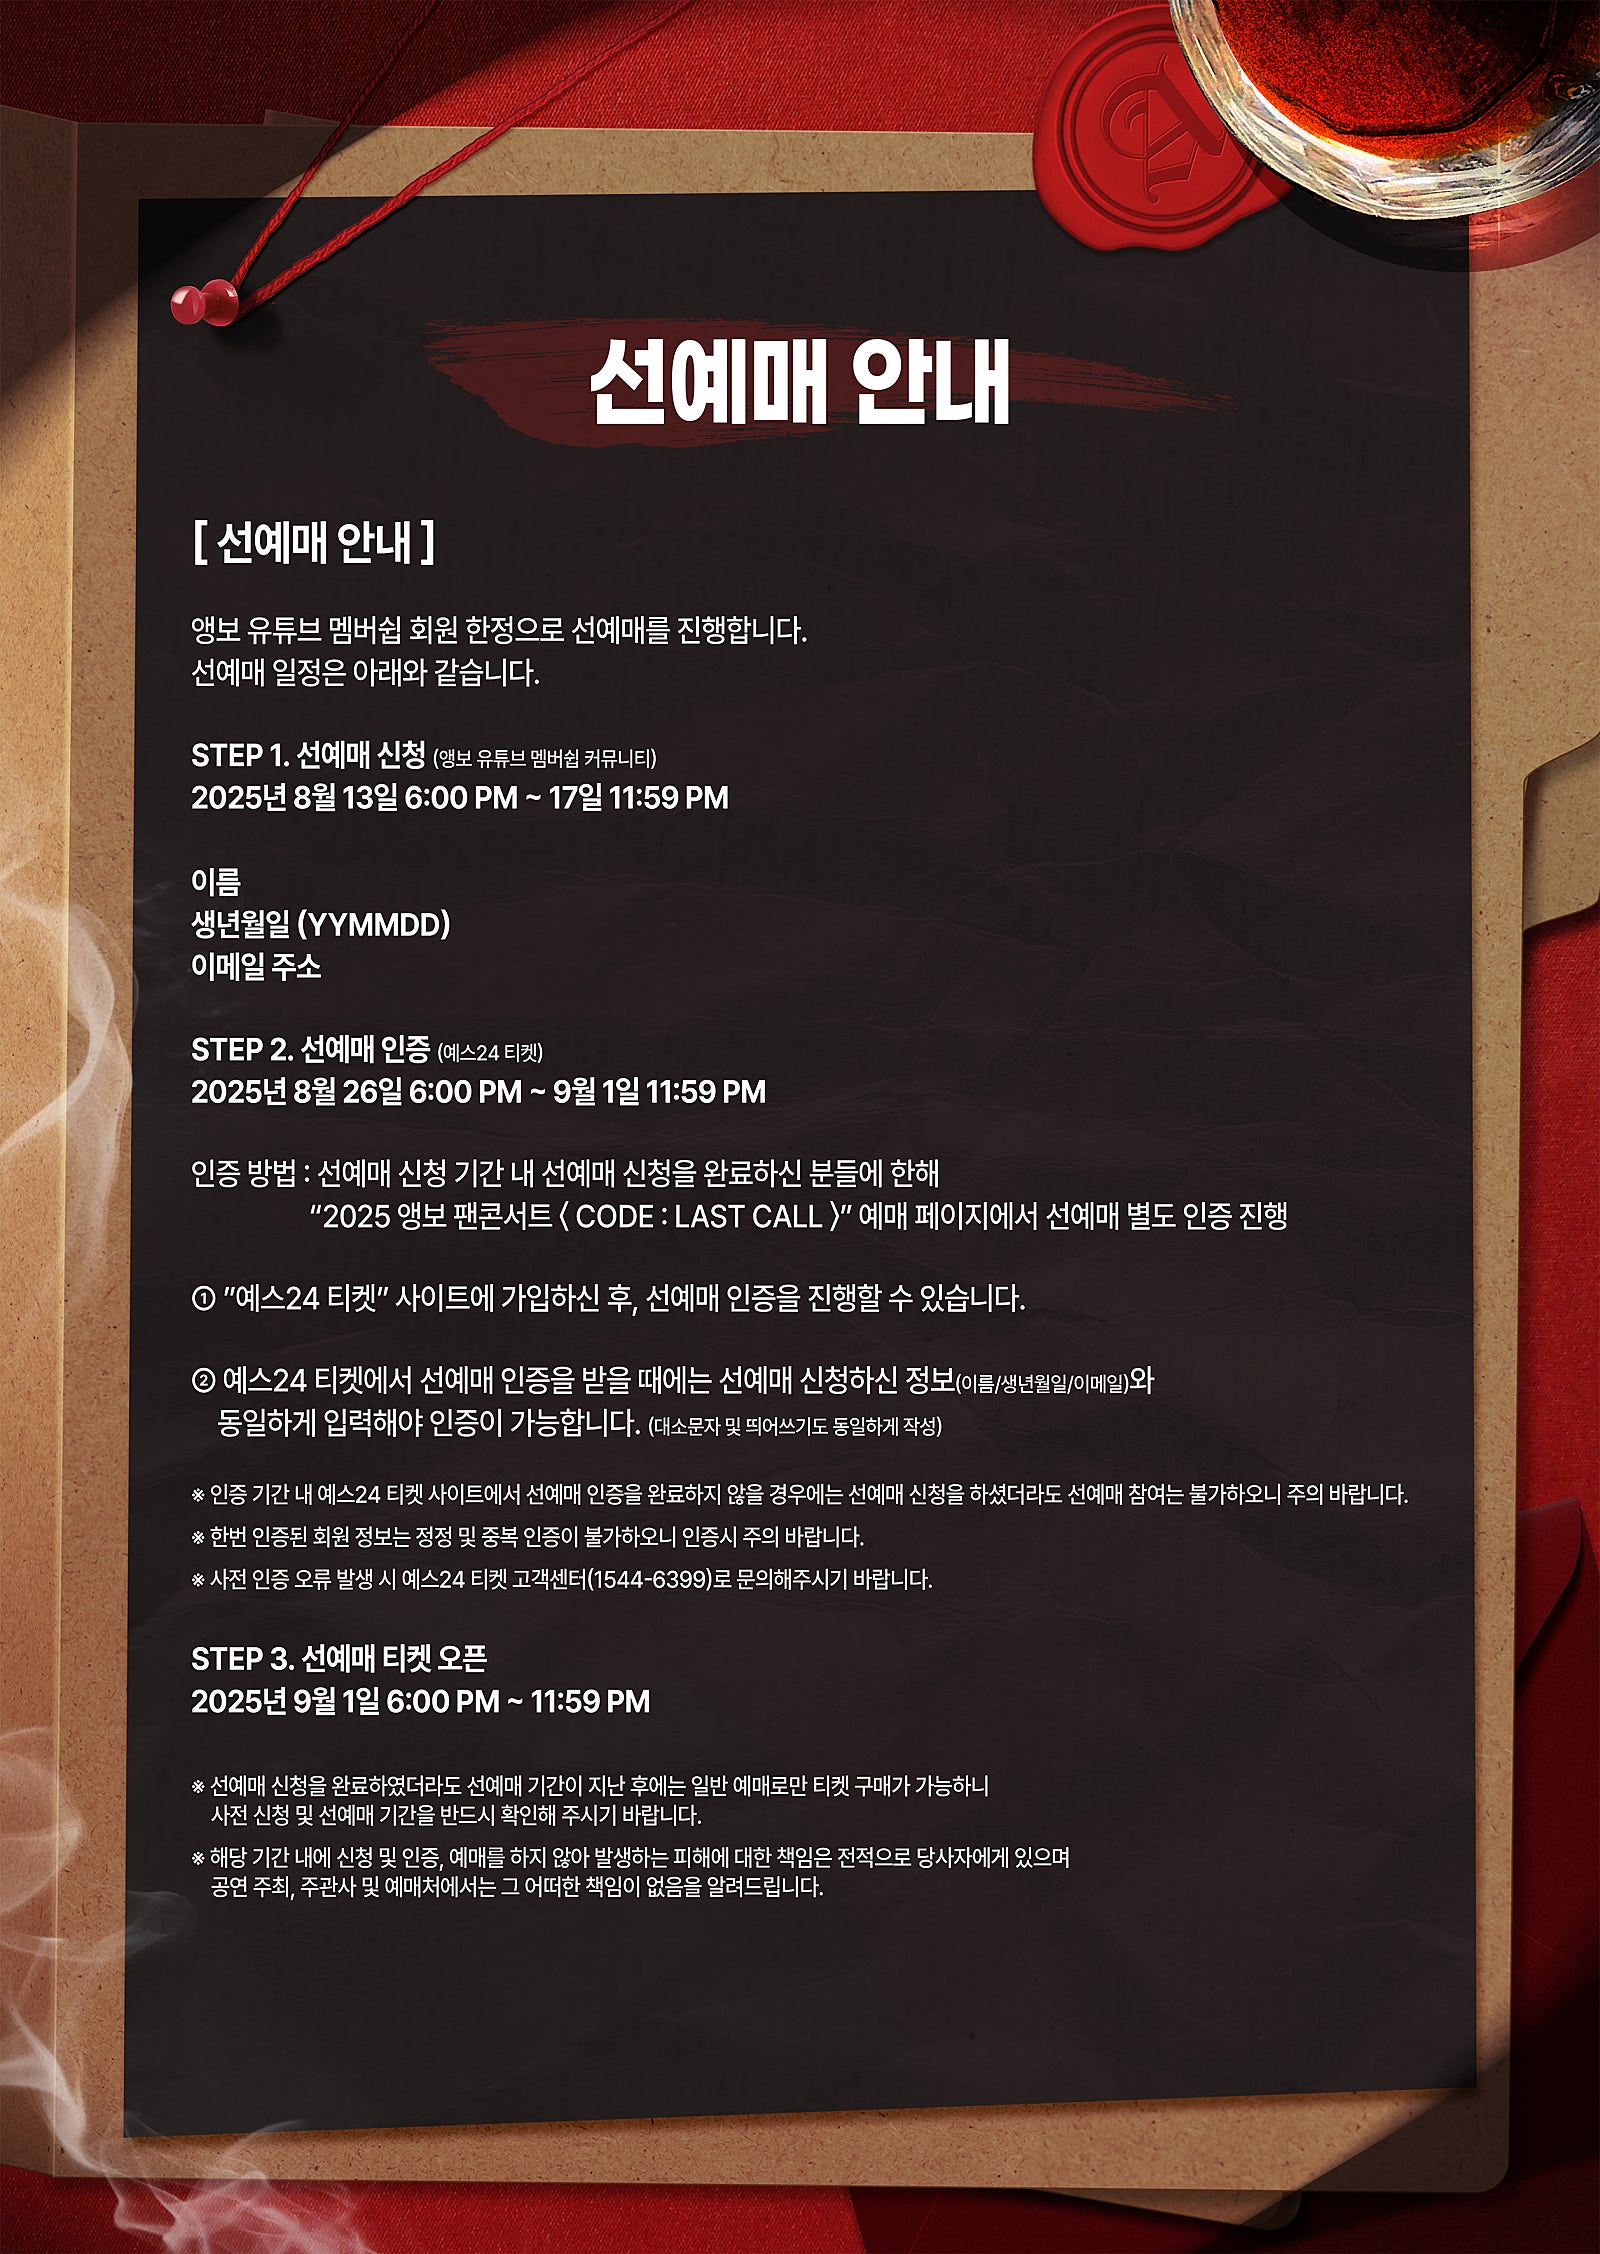 선예매 안내
[ 선예매 안내 ]
앵보 유튜브 멤버쉽 회원 한정으로 선예매를 진행합니다.
선예매 일정은 아래와 같습니다.
STEP 1. 선예매 신청 (앵보 유튜브 멤버쉽 커뮤니티)
2025년 8월 13일 6:00 PM ~ 17일 11:59 PM
이름
생년월일 (YYMMDD)
이메일 주소
STEP 2. 선예매 인증 (예스24 티켓)
2025년 8월 26일 6:00 PM ~ 9월 1일 11:59 PM
인증 방법 : 선예매 신청 기간 내 선예매 신청을 완료하신 분들에 한해
“2025 앵보 팬콘서트 〈 CODE : LAST CALL 〉” 예매 페이지에서 선예매 별도 인증 진행
① ”예스24 티켓” 사이트에 가입하신 후, 선예매 인증을 진행할 수 있습니다.
② 예스24 티켓에서 선예매 인증을 받을 때에는 선예매 신청하신 정보(이름/생년월일/이메일)와
동일하게 입력해야 인증이 가능합니다. (대소문자 및 띄어쓰기도 동일하게 작성)
※ 인증 기간 내 예스24 티켓 사이트에서 선예매 인증을 완료하지 않을 경우에는 선예매 신청을 하셨더라도 선예매 참여는 불가하오니 주의 바랍니다.
※ 한번 인증된 회원 정보는 정정 및 중복 인증이 불가하오니 인증시 주의 바랍니다.
※ 사전 인증 오류 발생 시 예스24 티켓 고객센터(1544-6399)로 문의해주시기 바랍니다.
STEP 3. 선예매 티켓 오픈
2025년 9월 1일 6:00 PM ~ 11:59 PM
※ 선예매 신청을 완료하였더라도 선예매 기간이 지난 후에는 일반 예매로만 티켓 구매가 가능하니
사전 신청 및 선예매 기간을 반드시 확인해 주시기 바랍니다.
※ 해당 기간 내에 신청 및 인증, 예매를 하지 않아 발생하는 피해에 대한 책임은 전적으로 당사자에게 있으며
공연 주최, 주관사 및 예매처에서는 그 어떠한 책임이 없음을 알려드립니다.